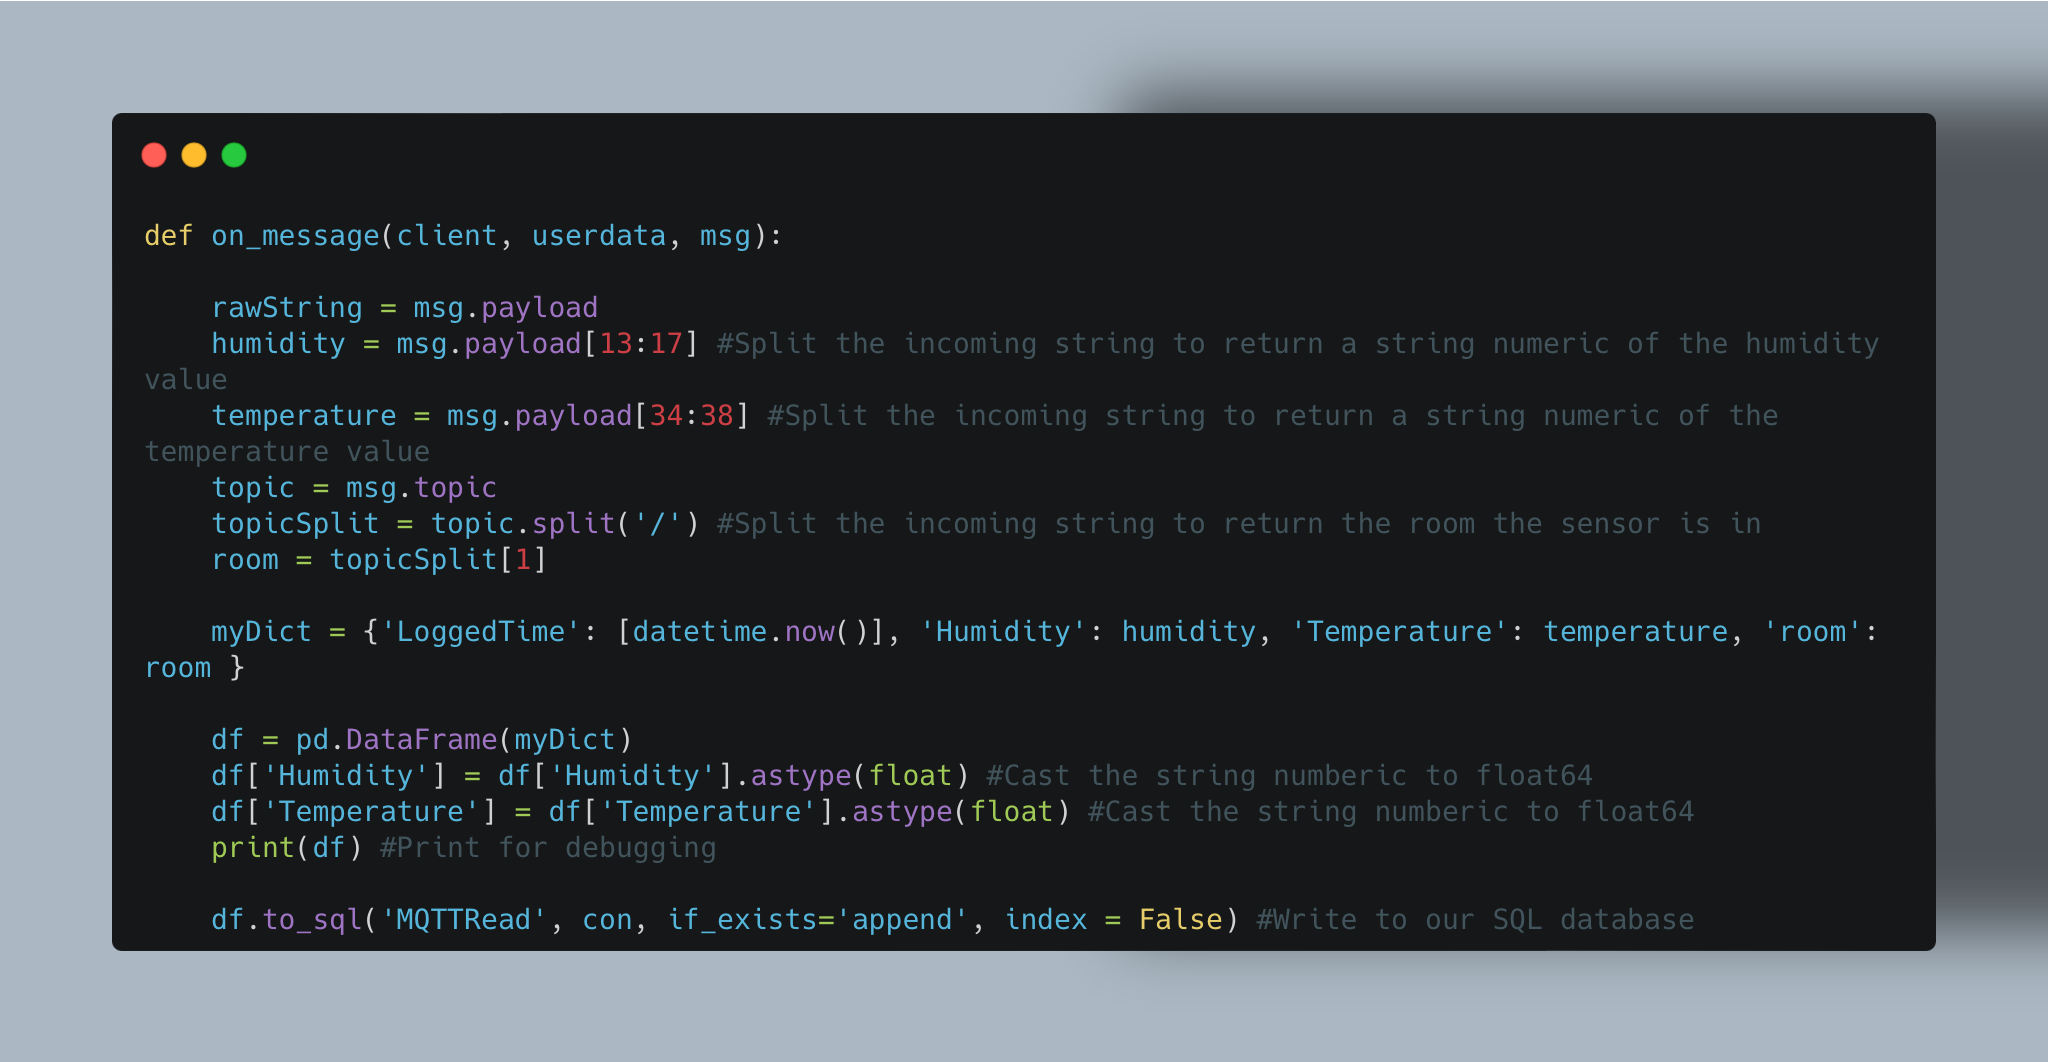 def on_message(client, userdata, msg):
    rawString = msg.payload
    humidity = msg.payload[13:17] #Split the incoming string to return a string numeric of the humidity
value
    temperature = msg.payload[34:38] #Split the incoming string to return a string numeric of the
temperature value
    topic = msg.topic
    topicSplit = topic.split('/') #Split the incoming string to return the room the sensor is in
    room = topicSplit[1]
    myDict = {'LoggedTime': [datetime.now()], 'Humidity': humidity, 'Temperature': temperature, 'room':
room }
    df = pd.DataFrame(myDict)
    df['Humidity'] = df['Humidity'].astype(float) #Cast the string numberic to float64
    df['Temperature'] = df['Temperature'].astype(float) #Cast the string numberic to float64
    print(df) #Print for debugging
    df.to_sql('MQTTRead', con, if_exists='append', index = False) #Write to our SQL database